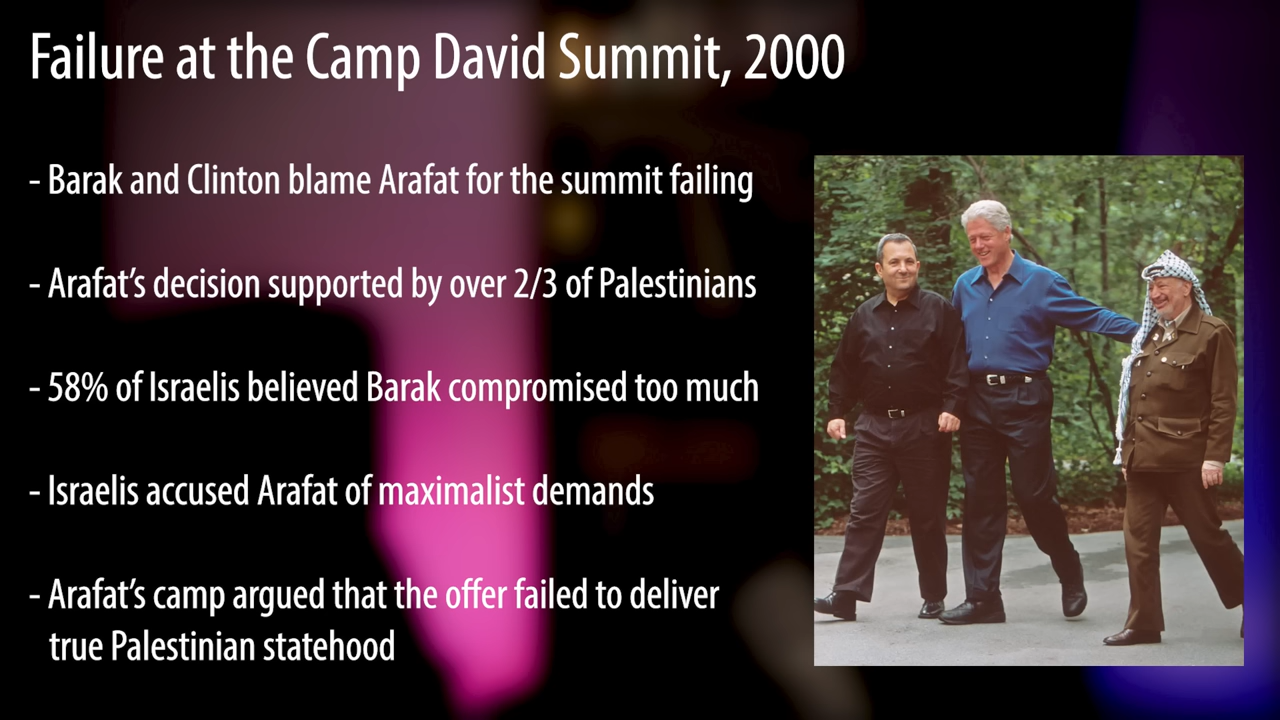 Failure at the Camp David Summit, 2000
- Barak and Clinton blame Arafat for the summit failing
- Arafat’s decision supported by over 2/3 of Palestinians
- 58% of Israelis believed Barak compromised too much
- Israelis accused Arafat of maximalist demands
- Arafat’s camp argued that the offer failed to deliver
true Palestinian statehood